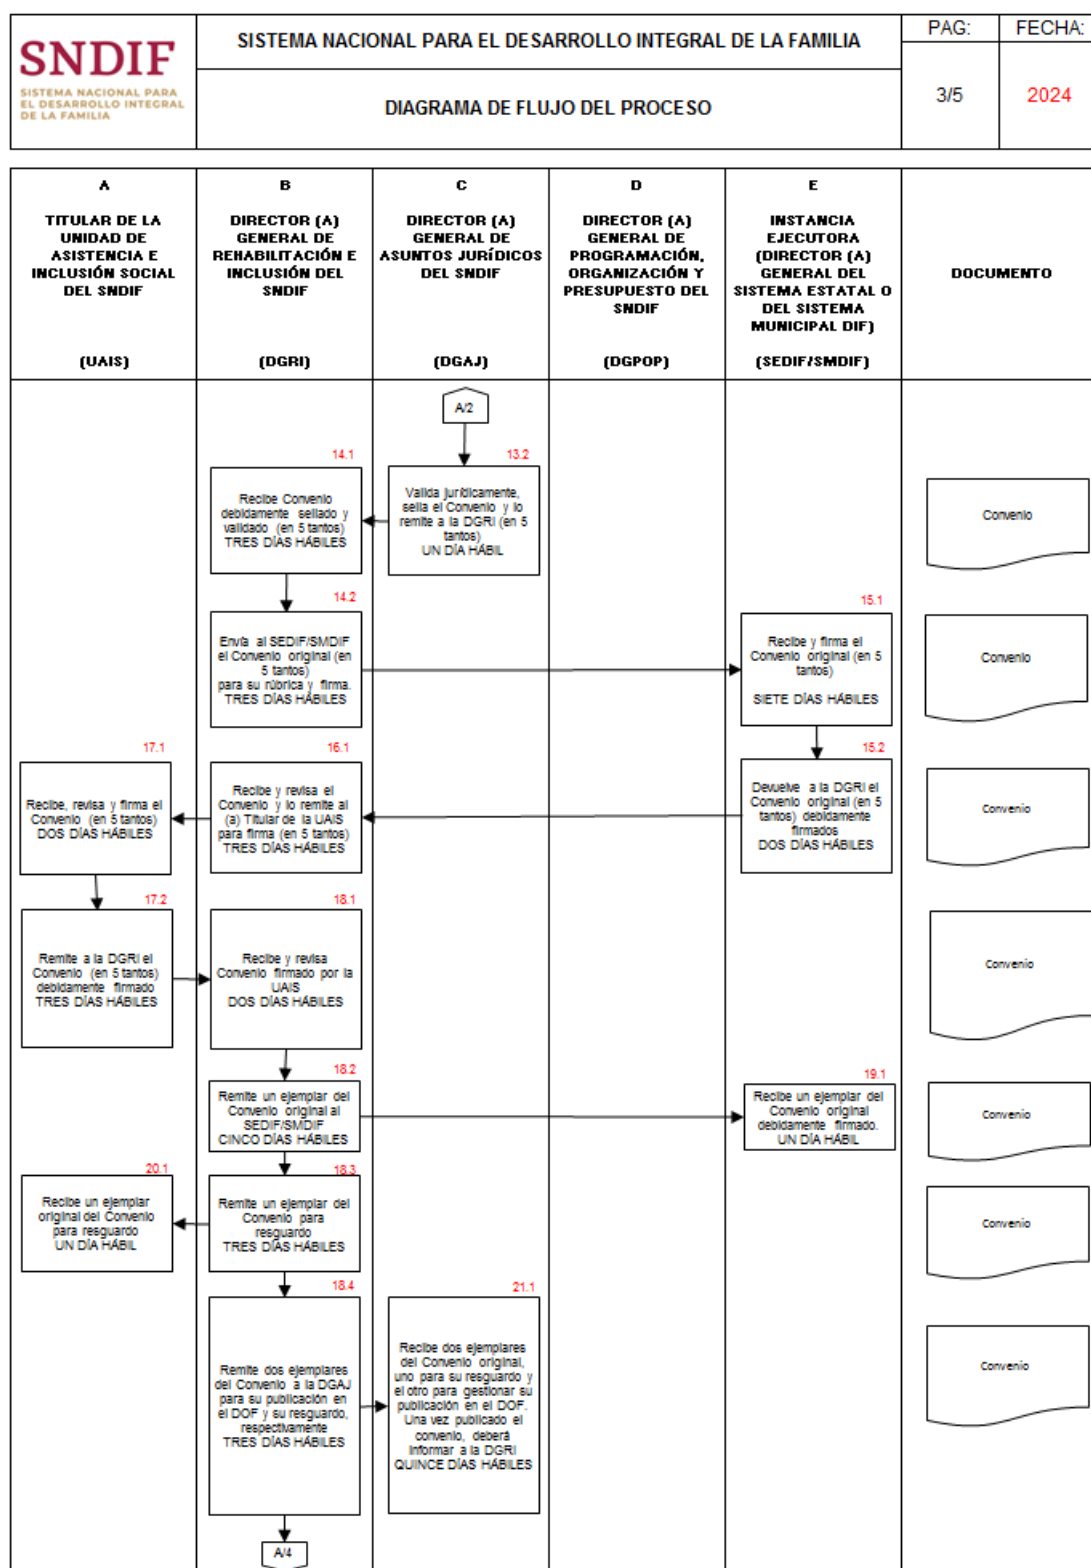 SNDIF
SISTEMA NACIONAL PARA
EL DESARROLLO INTEGRAL
DE LA FAMILIA
SISTEMA NACIONAL PARA EL DESARROLLO INTEGRAL DE LA FAMILIA
DIAGRAMA DE FLUJO DEL PROCESO
PAG:
FECHA:
3/5
2024
A
TITULAR DE LA
UNIDAD DE
ASISTENCIA E
INCLUSIÓN SOCIAL
DEL SNDIF
(UAIS)
B
DIRECTOR (A)
GENERAL DE
REHABILITACIÓN E
INCLUSIÓN DEL
SNDIF
(DGRI)
C
DIRECTOR (A)
GENERAL DE
ASUNTOS JURÍDICOS
DEL SNDIF
(DGAJ)
D
DIRECTOR (A)
GENERAL DE
PROGRAMACIÓN,
ORGANIZACIÓN Y
PRESUPUESTO DEL
SNDIF
(DGPOP)
E
INSTANCIA
EJECUTORA
(DIRECTOR (A)
GENERAL DEL
SISTEMA ESTATAL O
DEL SISTEMA
MUNICIPAL DIF)
(SEDIF/SMDIF)
DOCUMENTO
A/2
13.2
Valida jurídicamente,
sella el Convenio y lo
remite a la DGRI (en 5
tantos)
UN DÍA HÁBIL
14.1
Recibe Convenio
debidamente sellado y
validado (en 5 tantos)
TRES DÍAS HÁBILES
Convenio
14.2
Envía al SEDIF/SMDIF
el Convenio original (en
5 tantos)
para su rúbrica y firma.
TRES DÍAS HÁBILES
15.1
Recibe y firma el
Convenio original (en 5
tantos)
SIETE DÍAS HÁBILES
Convenio
15.2
Devuelve a la DGRI el
Convenio original (en 5
tantos) debidamente
firmados
DOS DÍAS HÁBILES
16.1
Recibe y revisa el
Convenio y lo remite al
(a) Titular de la UAIS
para firma (en 5 tantos)
TRES DÍAS HÁBILES
17.1
Recibe, revisa y firma el
Convenio (en 5 tantos)
DOS DÍAS HÁBILES
Convenio
17.2
Remite a la DGRI el
Convenio (en 5 tantos)
debidamente firmado
TRES DÍAS HÁBILES
18.1
Recibe y revisa
Convenio firmado por la
UAIS
DOS DÍAS HÁBILES
Convenio
18.2
Remite un ejemplar del
Convenio original al
SEDIF/SMDIF
CINCO DÍAS HÁBILES
19.1
Recibe un ejemplar del
Convenio original
debidamente firmado.
UN DÍA HÁBIL
Convenio
18.3
Remite un ejemplar del
Convenio para
resguardo
TRES DÍAS HÁBILES
20.1
Recibe un ejemplar
original del Convenio
para resguardo
UN DÍA HÁBIL
Convenio
18.4
Remite dos ejemplares
del Convenio a la DGAJ
para su publicación en
el DOF y su resguardo,
respectivamente
TRES DÍAS HÁBILES
21.1
Recibe dos ejemplares
del Convenio original,
uno para su resguardo y
el otro para gestionar su
publicación en el DOF.
Una vez publicado el
convenio, deberá
informar a la DGRI
QUINCE DÍAS HÁBILES
Convenio
A/4